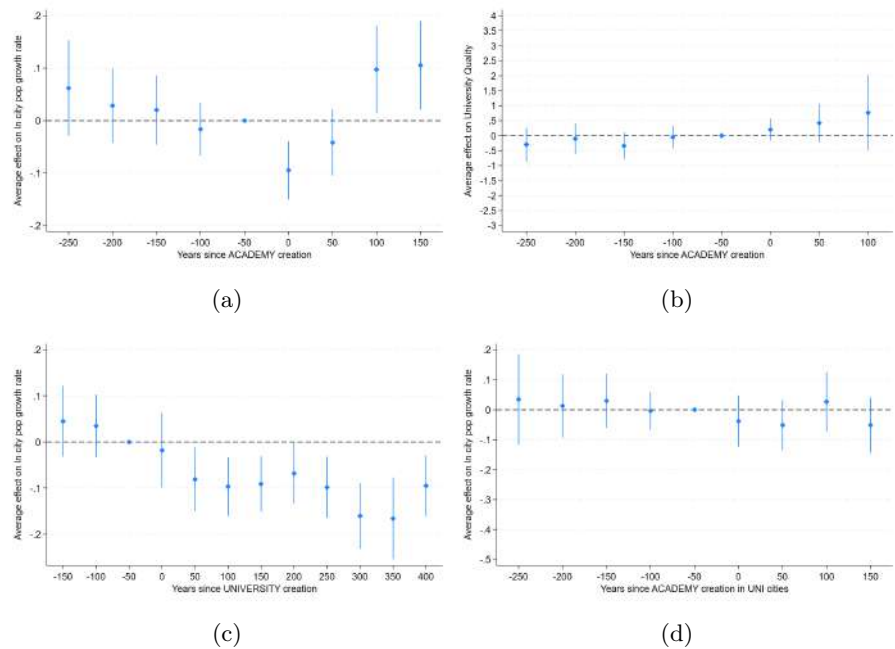 Average effect on ln city pop growth rate
.2
.1
0
-.1
-.2
-250 -200 -150 -100 -50 0 50 100 150
Years since ACADEMY creation
(a)
Average effect on University Quality
4
3.5
3
2.5
2
1.5
1
.5
0
-.5
-1
-1.5
-2
-2.5
-3
-250 -200 -150 -100 -50 0 50 100
Years since ACADEMY creation
(b)
Average effect on ln city pop growth rate
.2
.1
0
-.1
-.2
-150 -100 -50 0 50 100 150 200 250 300 350 400
Years since UNIVERSITY creation
(c)
Average effect on ln city pop growth rate
.2
.1
0
-.1
-.2
-.3
-.4
-.5
-250 -200 -150 -100 -50 0 50 100 150
Years since ACADEMY creation in UNI cities
(d)